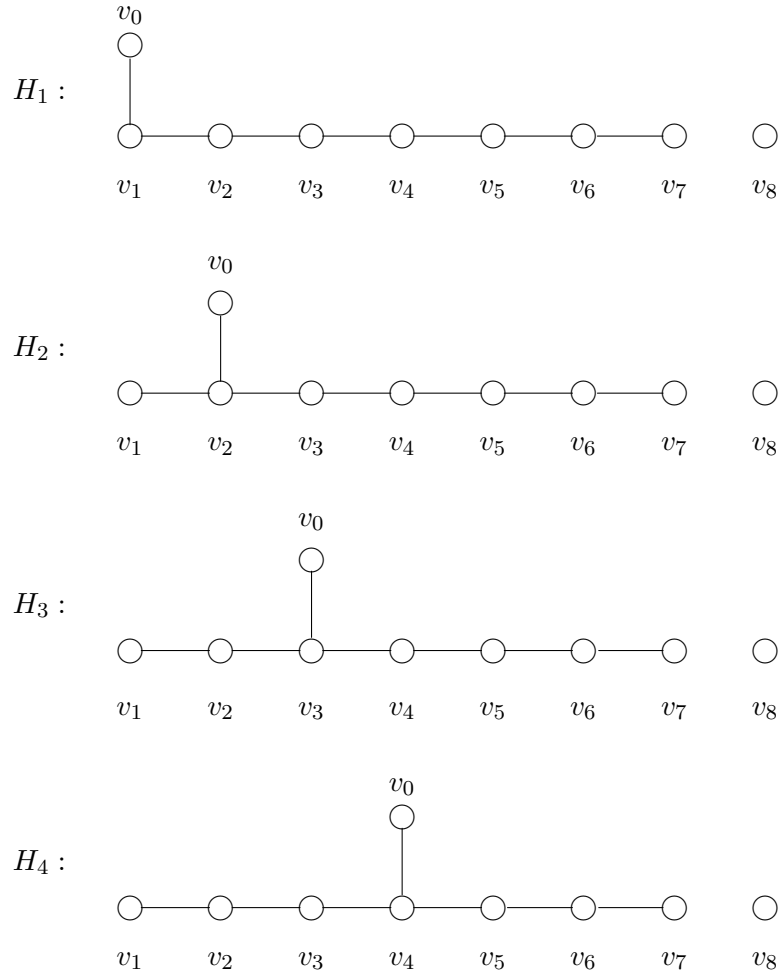 v₀
H₁ :
v₁ v₂ v₃ v₄ v₅ v₆ v₇ v₈
v₀
H₂ :
v₁ v₂ v₃ v₄ v₅ v₆ v₇ v₈
v₀
H₃ :
v₁ v₂ v₃ v₄ v₅ v₆ v₇ v₈
v₀
H₄ :
v₁ v₂ v₃ v₄ v₅ v₆ v₇ v₈